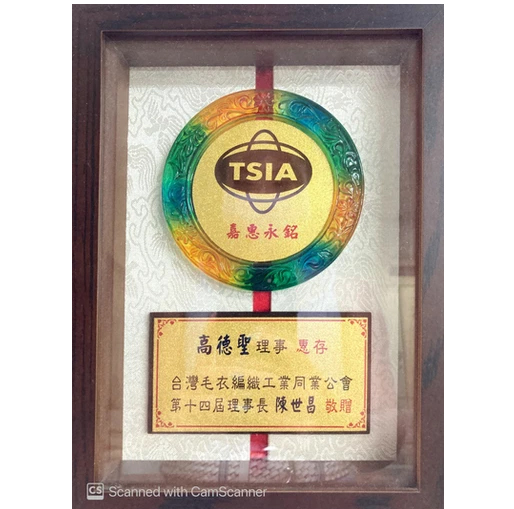 TSIA
嘉惠永銘
高德聖 理事 惠存
台灣毛衣編織工業同業公會
第十四屆理事長 陳世昌 敬贈
CS Scanned with CamScanner